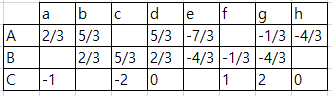 a b c d e f g h
A 2/3 5/3 5/3 -7/3 -1/3 -4/3
B 2/3 5/3 2/3 -4/3 -1/3 -4/3
C -1 -2 0 1 2 0